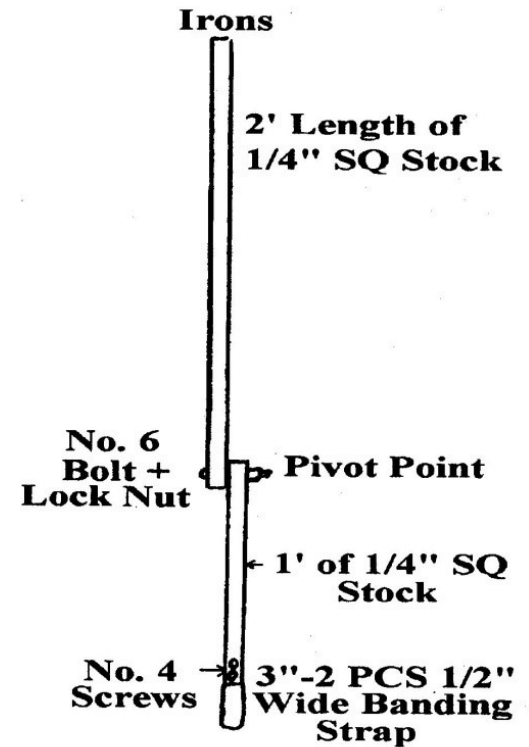 Irons
2' Length of
1/4" SQ Stock
No. 6
Bolt +
Lock Nut
Pivot Point
1' of 1/4" SQ
Stock
No. 4
Screws
3"-2 PCS 1/2"
Wide Banding
Strap